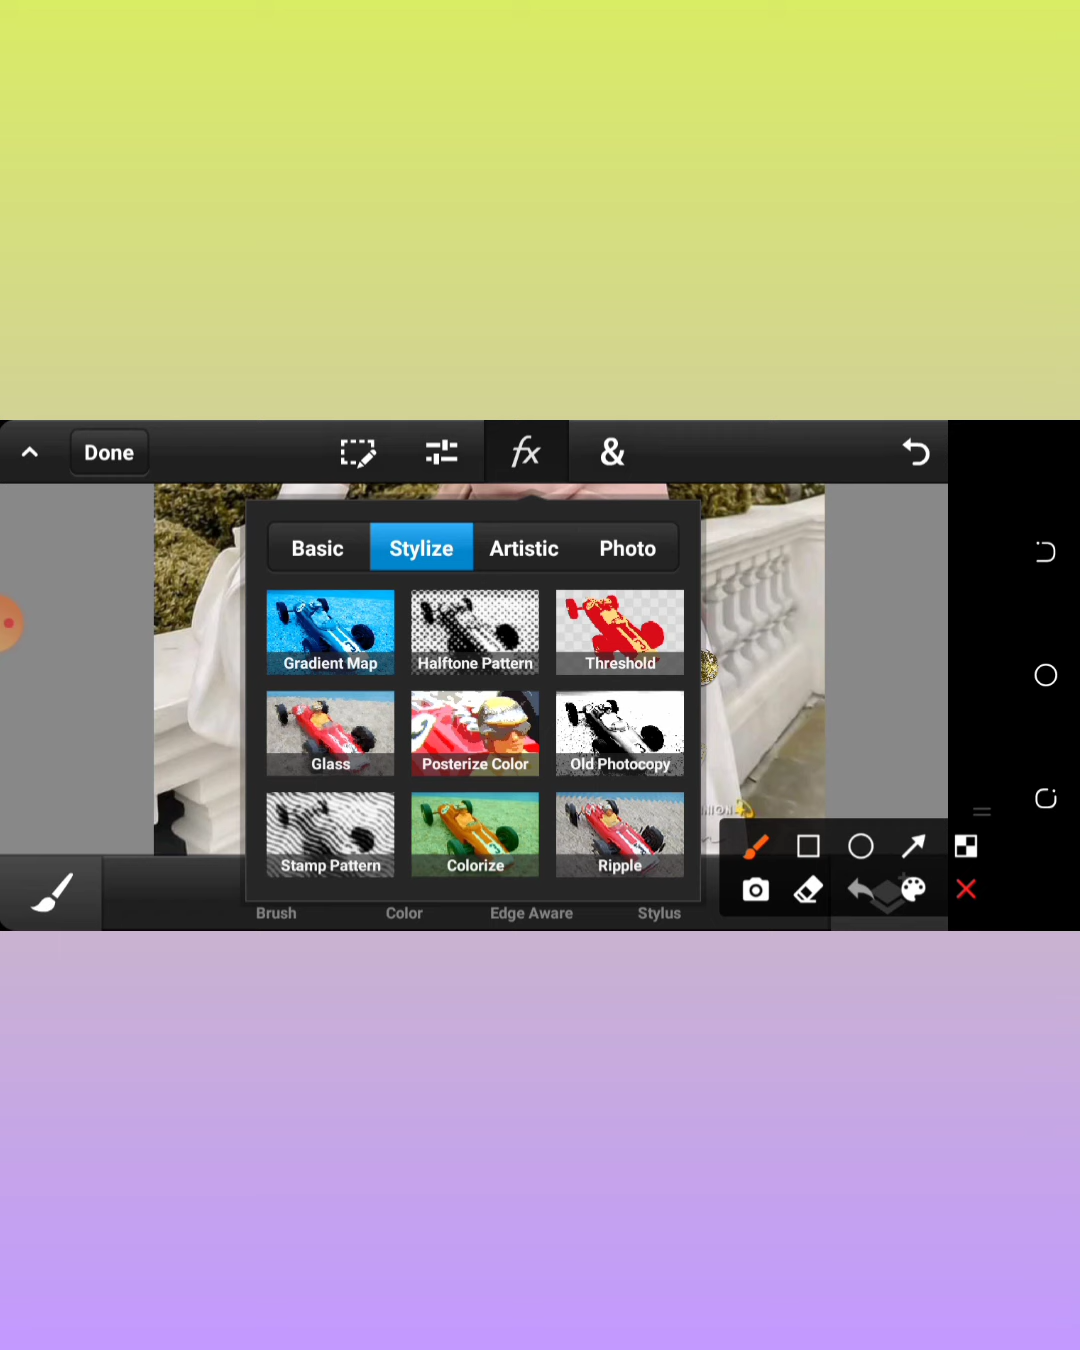 Done fx &
Basic Stylize Artistic Photo
Gradient Map Halftone Pattern Threshold
Glass Posterize Color Old Photocopy
Stamp Pattern Colorize Ripple
Brush Color Edge Aware Stylus